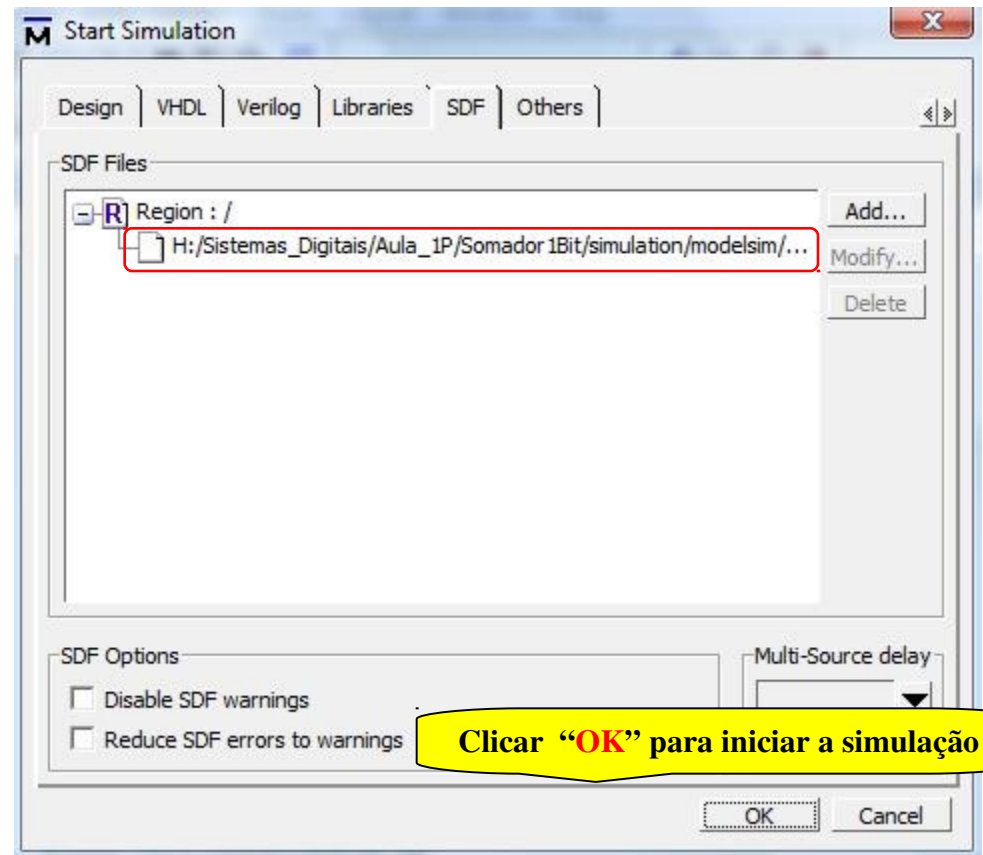 Start Simulation
Design VHDL Verilog Libraries SDF Others
SDF Files
Region : /
Add...
H:/Sistemas_Digitais/Aula_1P/Somador1Bit/simulation/modelsim/...
Modify...
Delete
SDF Options
Multi-Source delay
Disable SDF warnings
Reduce SDF errors to warnings
Clicar “OK” para iniciar a simulação
OK Cancel